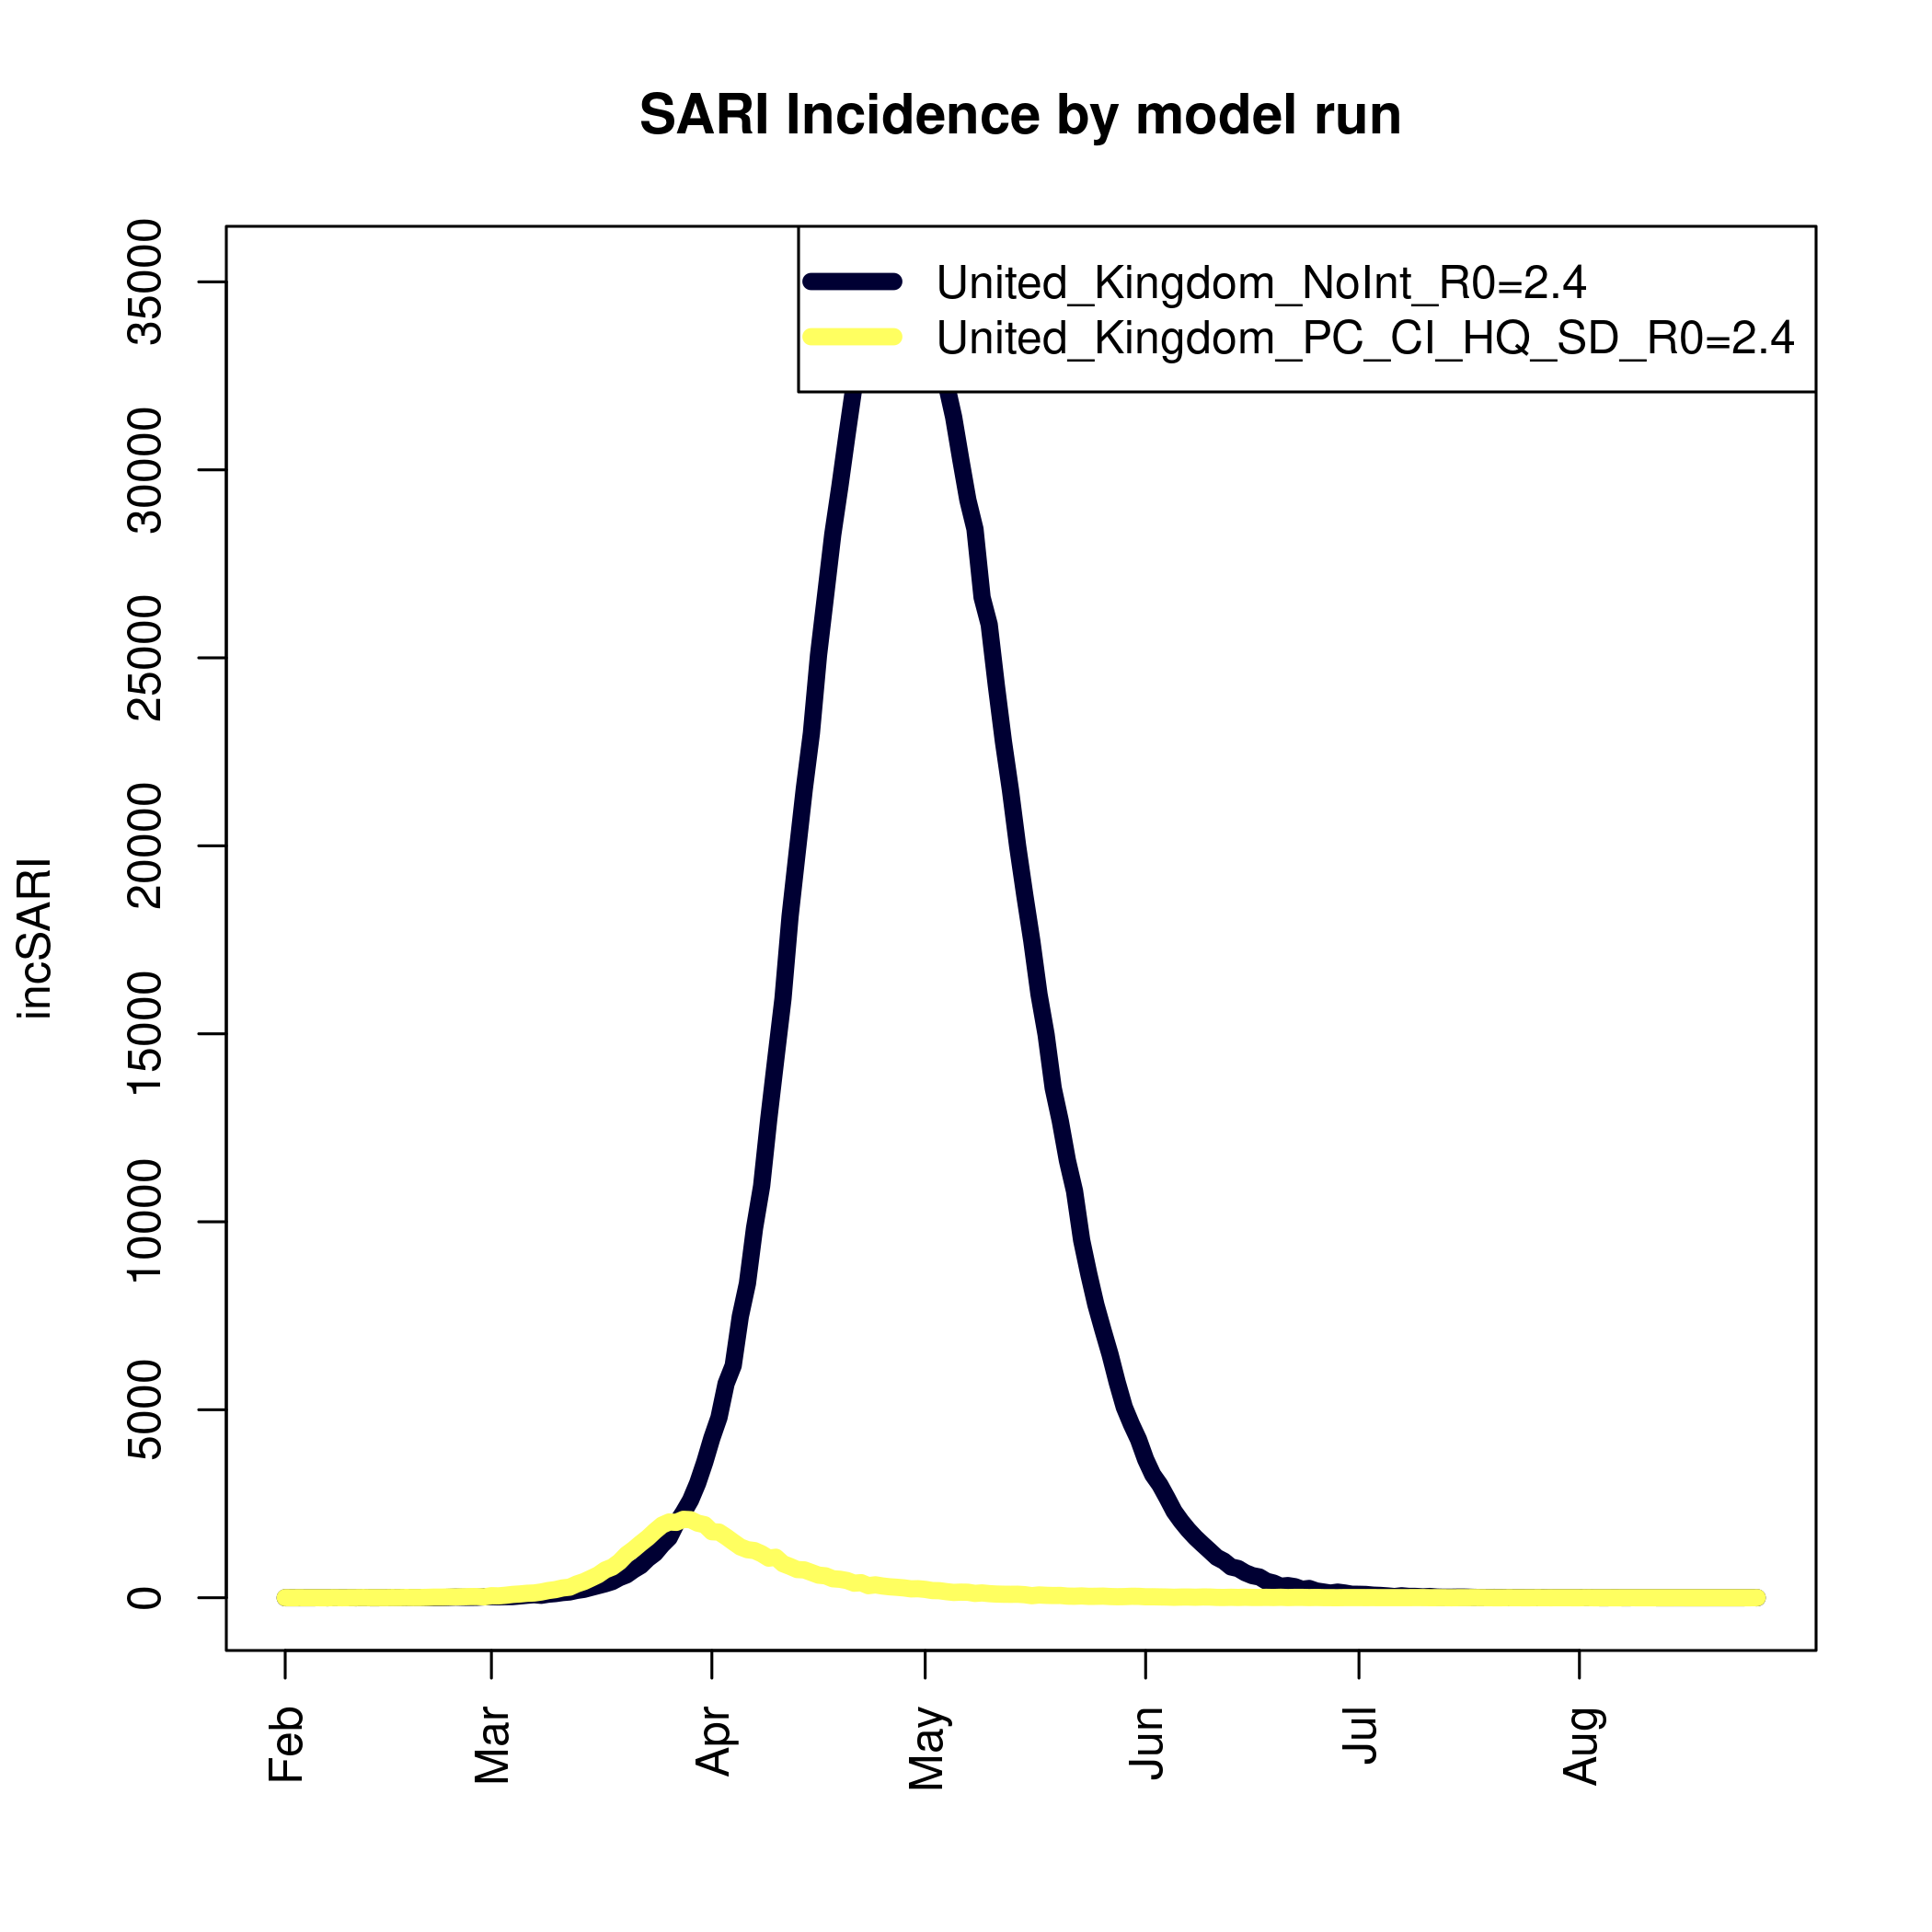 SARI Incidence by model run
United_Kingdom_NoInt_R0=2.4
United_Kingdom_PC_CI_HQ_SD_R0=2.4
incSARI
35000
30000
25000
20000
15000
10000
5000
0
Feb
Mar
Apr
May
Jun
Jul
Aug